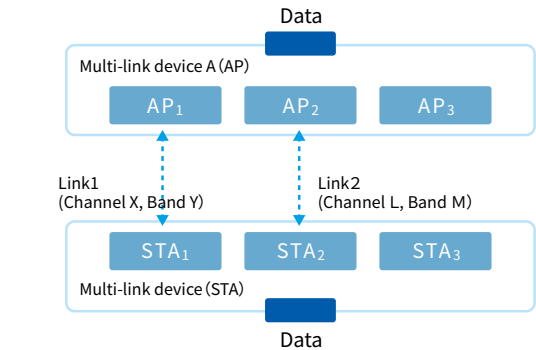 Data
Multi-link device A(AP)
AP1 AP2 AP3
Link1
(Channel X, Band Y)
Link2
(Channel L, Band M)
STA1 STA2 STA3
Multi-link device(STA)
Data